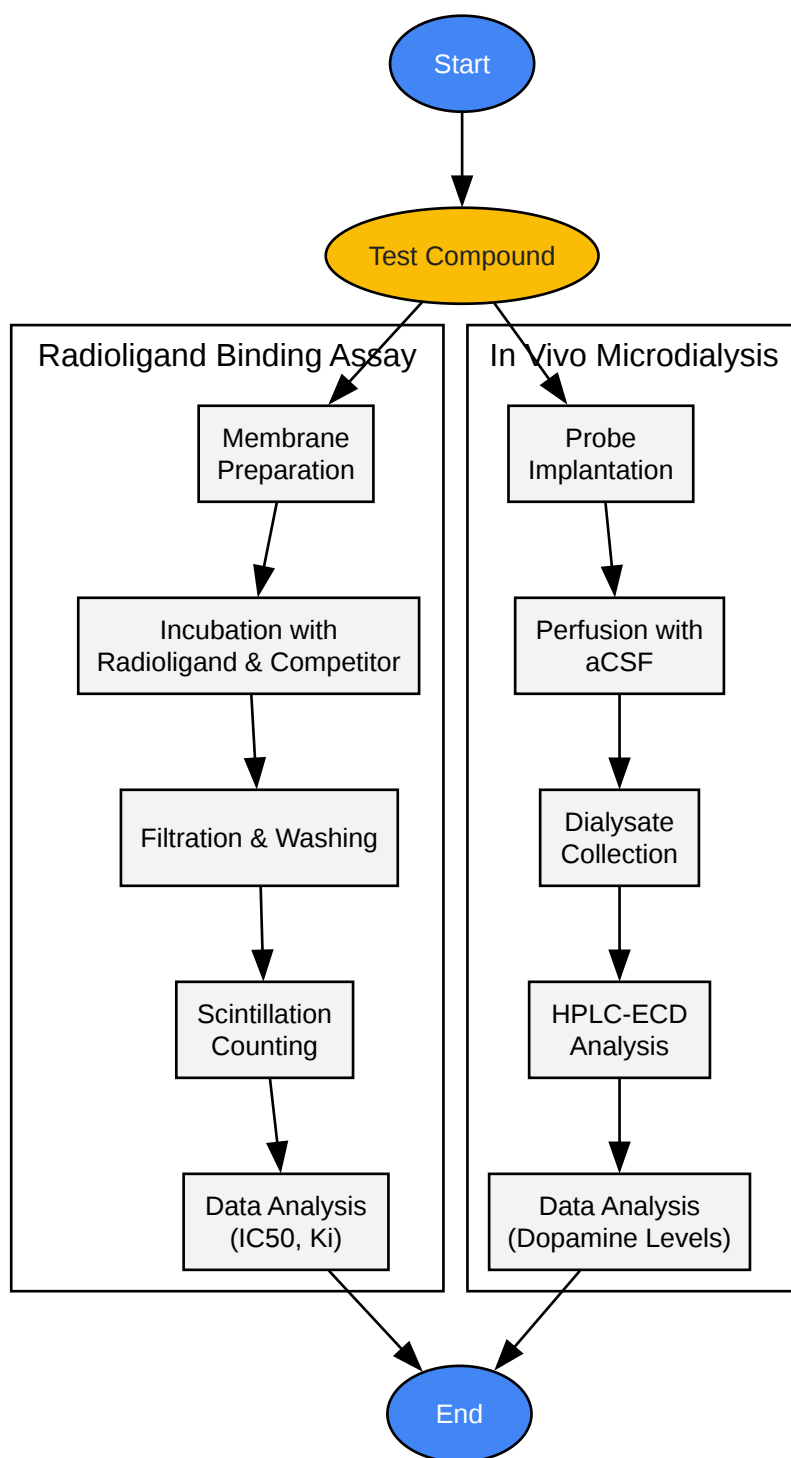 Start
Test Compound
Radioligand Binding Assay
Membrane
Preparation
Incubation with
Radioligand & Competitor
Filtration & Washing
Scintillation
Counting
Data Analysis
(IC50, Ki)
In Vivo Microdialysis
Probe
Implantation
Perfusion with
aCSF
Dialysate
Collection
HPLC-ECD
Analysis
Data Analysis
(Dopamine Levels)
End